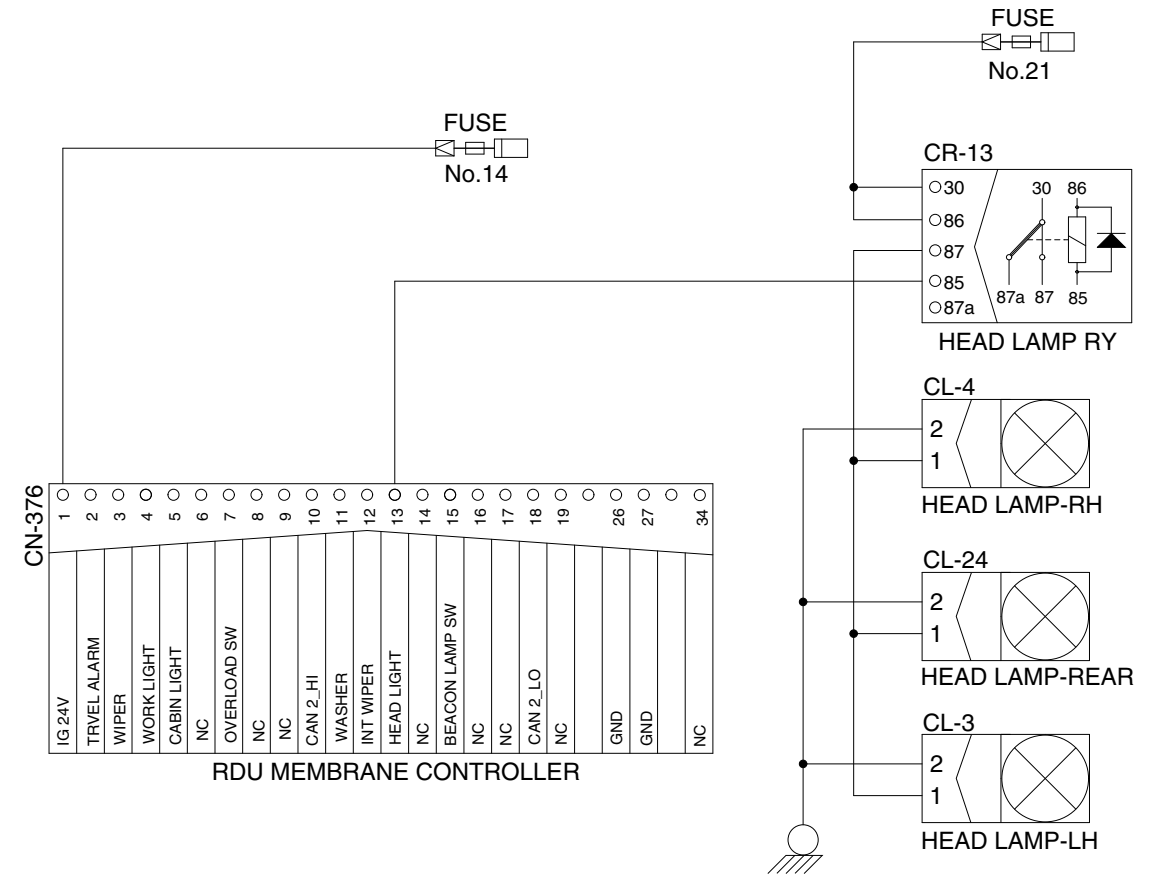 FUSE
No.21
FUSE
No.14
CR-13
30
86
87
85
87a
30 86
87a 87 85
HEAD LAMP RY
CL-4
2
1
HEAD LAMP-RH
CL-24
2
1
HEAD LAMP-REAR
CL-3
2
1
HEAD LAMP-LH
CN-376
1 2 3 4 5 6 7 8 9 10 11 12 13 14 15 16 17 18 19 26 27 34
IG 24V
TRVEL ALARM
WIPER
WORK LIGHT
CABIN LIGHT
NC
OVERLOAD SW
NC
NC
CAN 2_HI
WASHER
INT WIPER
HEAD LIGHT
NC
BEACON LAMP SW
NC
NC
CAN 2_LO
NC
GND
GND
NC
RDU MEMBRANE CONTROLLER